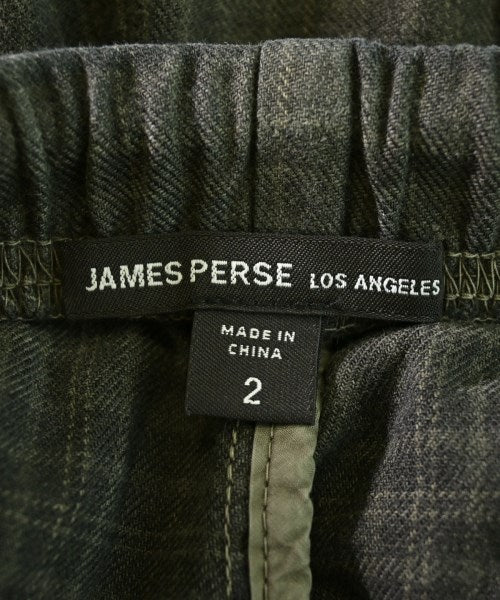 JAMES PERSE LOS ANGELES
MADE IN
CHINA
2